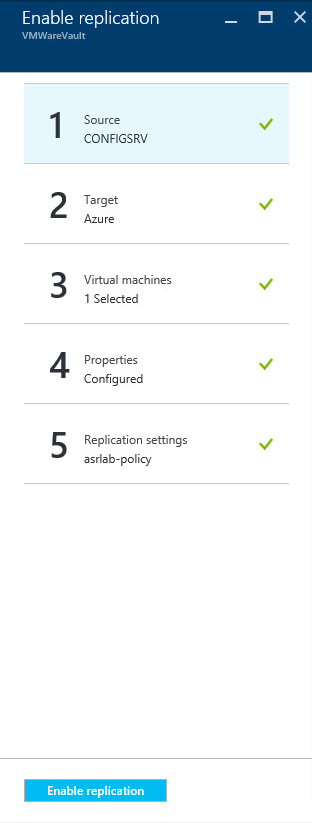 Enable replication
VMWareVault
1
Source
CONFIGSRV
2
Target
Azure
3
Virtual machines
1 Selected
4
Properties
Configured
5
Replication settings
asrlab-policy
Enable replication